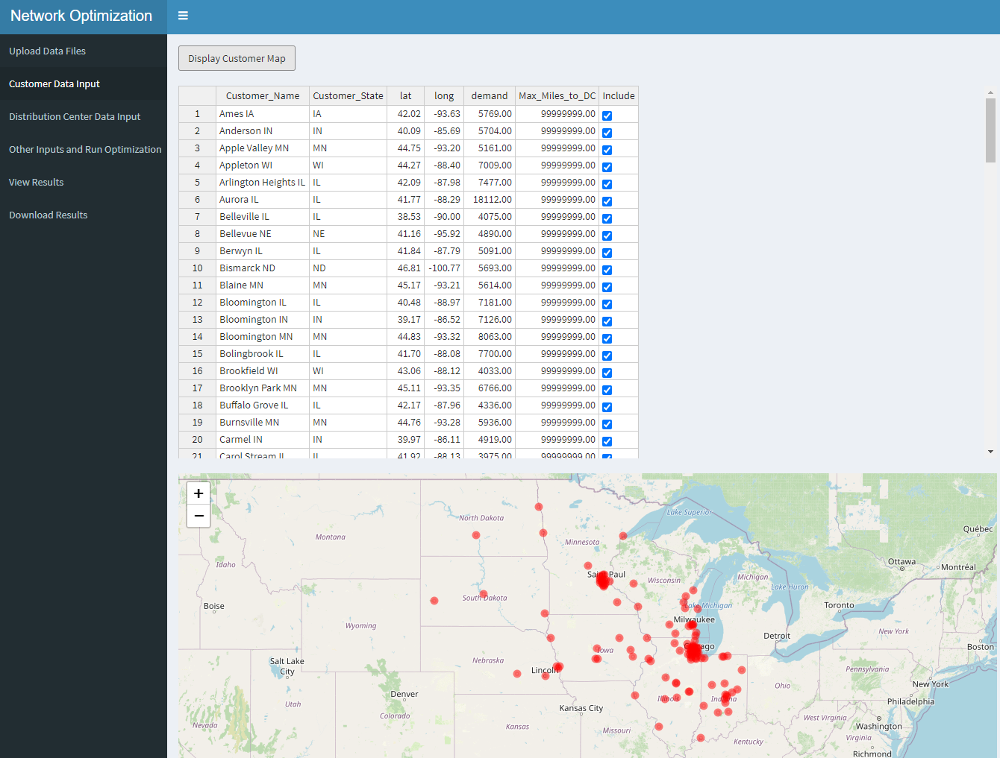 Network Optimization
Upload Data Files
Customer Data Input
Distribution Center Data Input
Other Inputs and Run Optimization
View Results
Download Results
Display Customer Map
Customer_Name Customer_State lat long demand Max_Miles_to_DC Include
1 Ames IA IA 42.02 -93.63 5769.00 99999999.00
2 Anderson IN IN 40.09 -85.69 5704.00 99999999.00
3 Apple Valley MN MN 44.75 -93.20 5161.00 99999999.00
4 Appleton WI WI 44.27 -88.40 7009.00 99999999.00
5 Arlington Heights IL IL 42.09 -87.98 7477.00 99999999.00
6 Aurora IL IL 41.77 -88.29 18112.00 99999999.00
7 Belleville IL IL 38.53 -90.00 4075.00 99999999.00
8 Bellevue NE NE 41.16 -95.92 4890.00 99999999.00
9 Berwyn IL IL 41.84 -87.79 5091.00 99999999.00
10 Bismarck ND ND 46.81 -100.77 5693.00 99999999.00
11 Blaine MN MN 45.17 -93.21 5614.00 99999999.00
12 Bloomington IL IL 40.48 -88.97 7181.00 99999999.00
13 Bloomington IN IN 39.17 -86.52 7126.00 99999999.00
14 Bloomington MN MN 44.83 -93.32 8063.00 99999999.00
15 Bolingbrook IL IL 41.70 -88.08 7700.00 99999999.00
16 Brookfield WI WI 43.06 -88.12 4033.00 99999999.00
17 Brooklyn Park MN MN 45.11 -93.35 6766.00 99999999.00
18 Buffalo Grove IL IL 42.17 -87.96 4336.00 99999999.00
19 Burnsville MN MN 44.76 -93.28 5936.00 99999999.00
20 Carmel IN IN 39.97 -86.11 4919.00 99999999.00
21 Carol Stream IL IL 41.92 -88.13 3975.00 99999999.00
+
−
Lake Superior
North Dakota
Québec
Montana
Minnesota
Ottawa
Idaho
Montréal
Saint Paul
Wisconsin
Michigan
Lake Huron
South Dakota
Boise
Lake Michigan
Toronto
Milwaukee
Wyoming
New York
Detroit
Chicago
Boston
Iowa
Salt Lake
City
Nebraska
Lincoln
Pennsylvania
New York
Ohio
Denver
Illinois
Indiana
Philadelphia
Utah
Kansas City
Colorado
West Virginia
Nevada
Kansas
Missouri
Washington
Virginia
Kentucky
Richmond